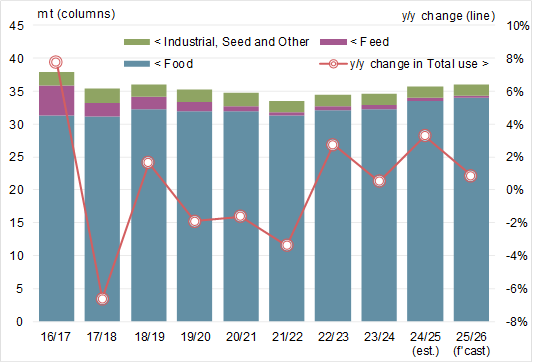 mt (columns) y/y change (line)
45 10%
< Industrial, Seed and Other < Feed
40 8%
< Food y/y change in Total use >
35 6%
30 4%
25 2%
20 0%
15 -2%
10 -4%
5 -6%
0 -8%
16/17 17/18 18/19 19/20 20/21 21/22 22/23 23/24 24/25 25/26
(est.) (f'cast)